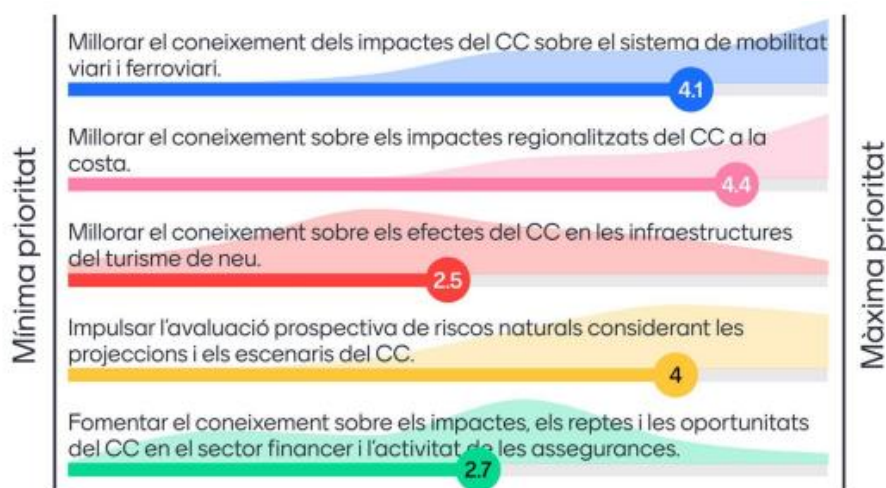 Mínima prioritat
Millorar el coneixement dels impactes del CC sobre el sistema de mobilitat
viari i ferroviari.
4.1
Millorar el coneixement sobre els impactes regionalitzats del CC a la
costa.
4.4
Millorar el coneixement sobre els efectes del CC en les infraestructures
del turisme de neu.
2.5
Impulsar l'avaluació prospectiva de riscos naturals considerant les
projeccions i els escenaris del CC.
4
Fomentar el coneixement sobre els impactes, els reptes i les oportunitats
del CC en el sector financer i l'activitat de les assegurances.
2.7
Màxima prioritat